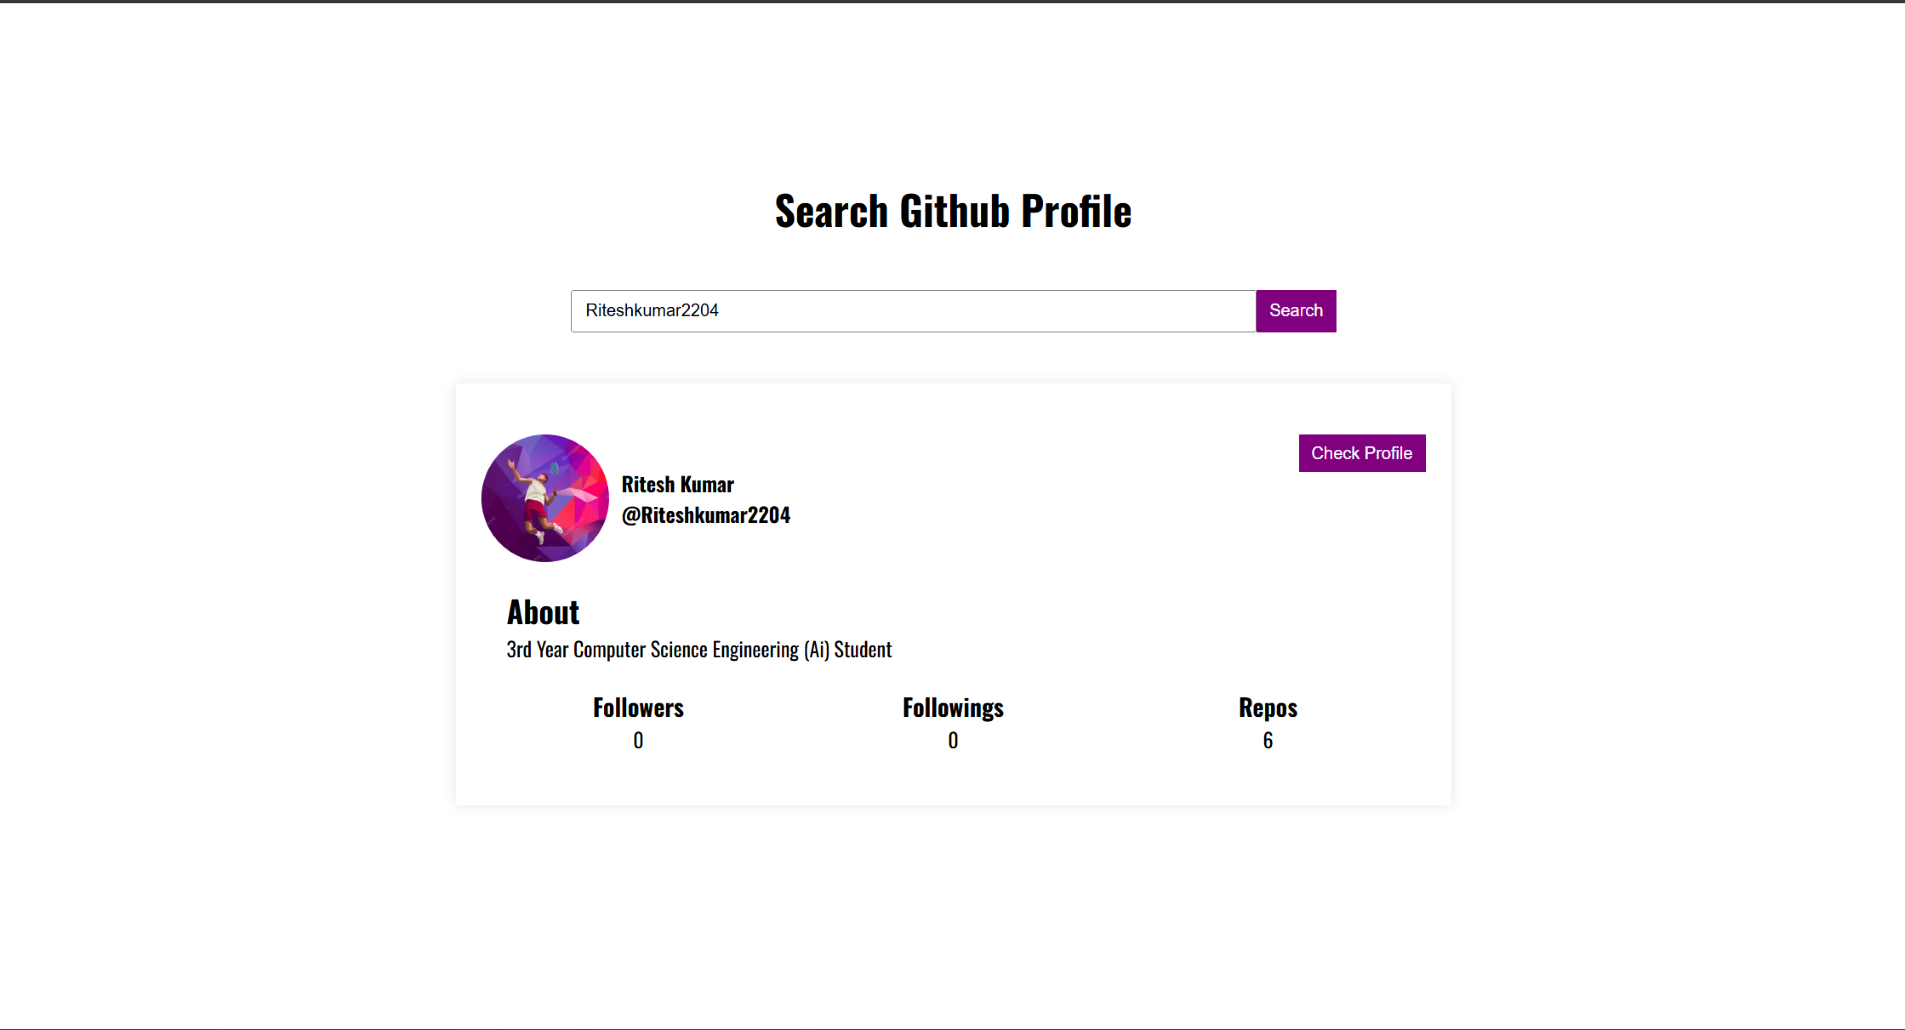 Search Github Profile
Riteshkumar2204
Search
Check Profile
Ritesh Kumar
@Riteshkumar2204
About
3rd Year Computer Science Engineering (Ai) Student
Followers
Followings
Repos
0
0
6